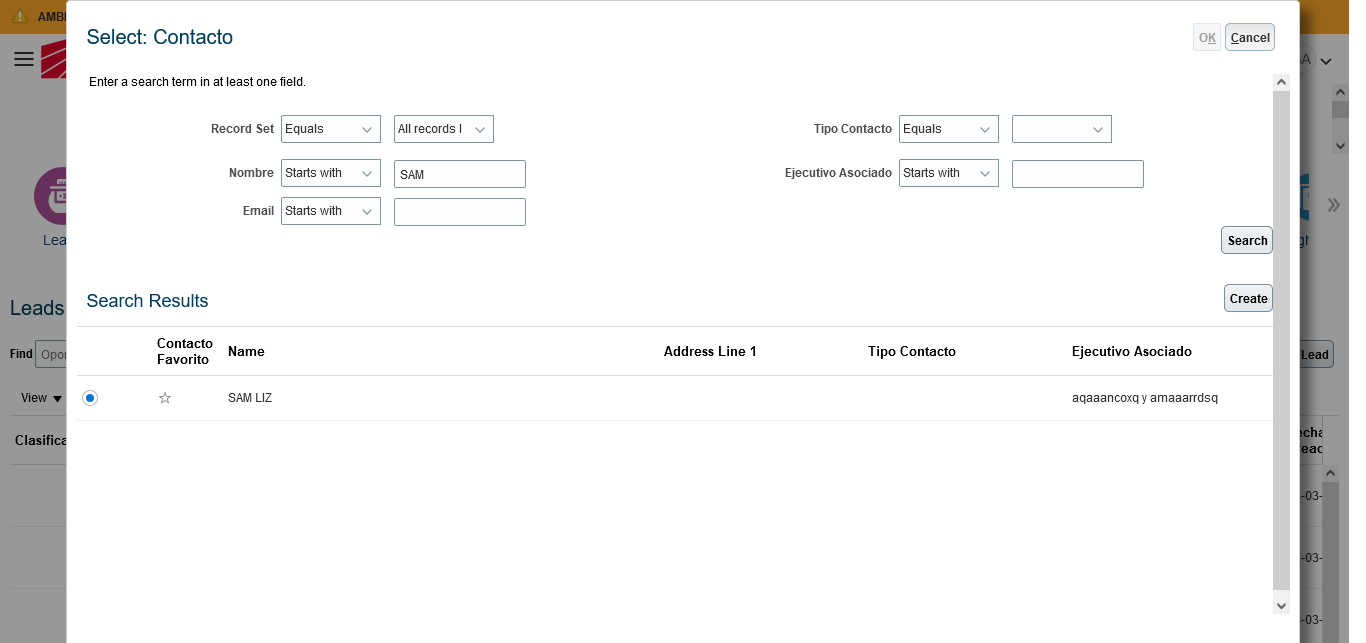 AMBI
Select: Contacto
OK
Cancel
A
Enter a search term in at least one field.
Record Set
Equals
All records I
Tipo Contacto
Equals
Nombre
Starts with
SAM
Ejecutivo Asociado
Starts with
Email
Starts with
Lea
gh
Search
Search Results
Create
Leads
Find
Opor
Lead
Contacto
Favorito
Name
Address Line 1
Tipo Contacto
Ejecutivo Asociado
View
SAM LIZ
aqaaancoxq y amaaarrdsq
Clasifica
echa
reac
-03-
-03-
-03-